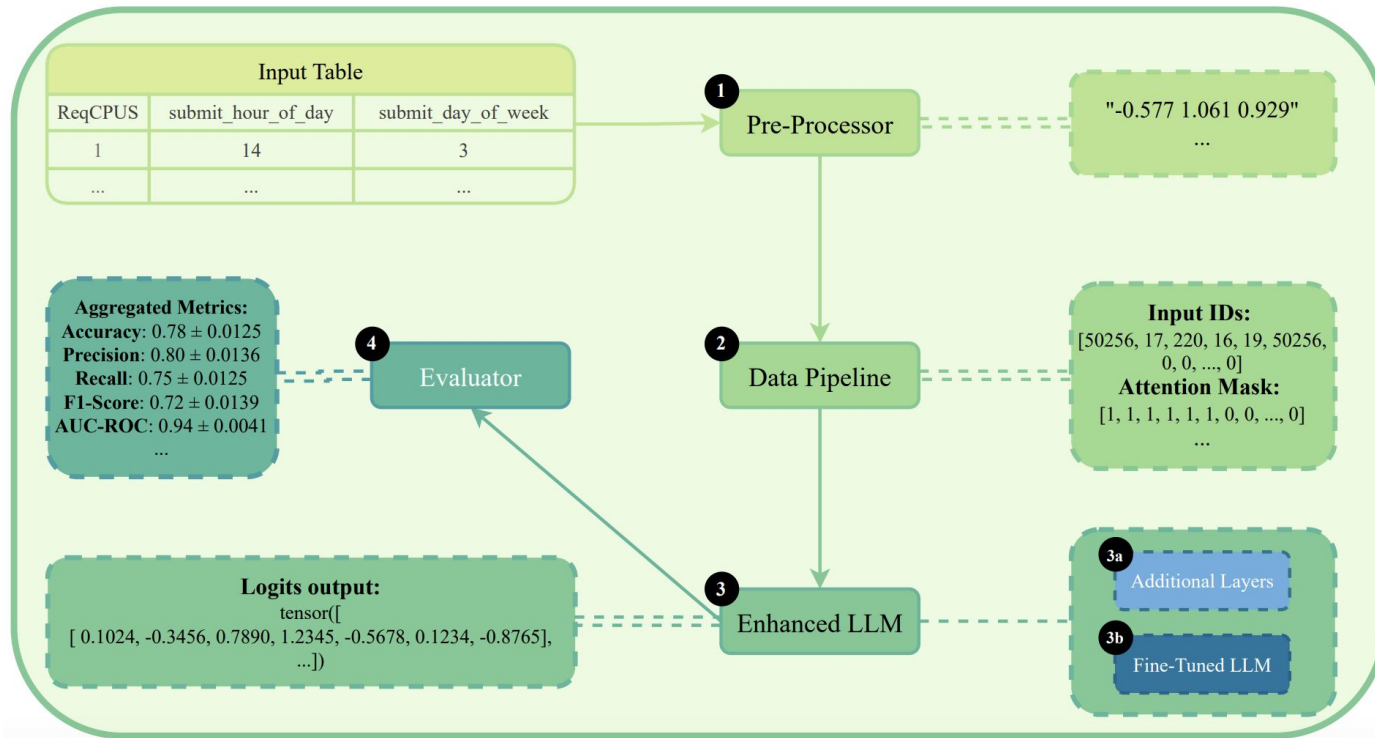 Input Table
ReqCPUS submit_hour_of_day submit_day_of_week
1 14 3
... ... ...
1
Pre-Processor
"-0.577 1.061 0.929"
...
Aggregated Metrics:
Accuracy: 0.78 ± 0.0125
Precision: 0.80 ± 0.0136
Recall: 0.75 ± 0.0125
F1-Score: 0.72 ± 0.0139
AUC-ROC: 0.94 ± 0.0041
...
4
Evaluator
2
Data Pipeline
Input IDs:
[50256, 17, 220, 16, 19, 50256,
0, 0, ..., 0]
Attention Mask:
[1, 1, 1, 1, 1, 1, 0, 0, ..., 0]
...
Logits output:
tensor([
[ 0.1024, -0.3456, 0.7890, 1.2345, -0.5678, 0.1234, -0.8765],
...])
3
Enhanced LLM
3a
Additional Layers
3b
Fine-Tuned LLM